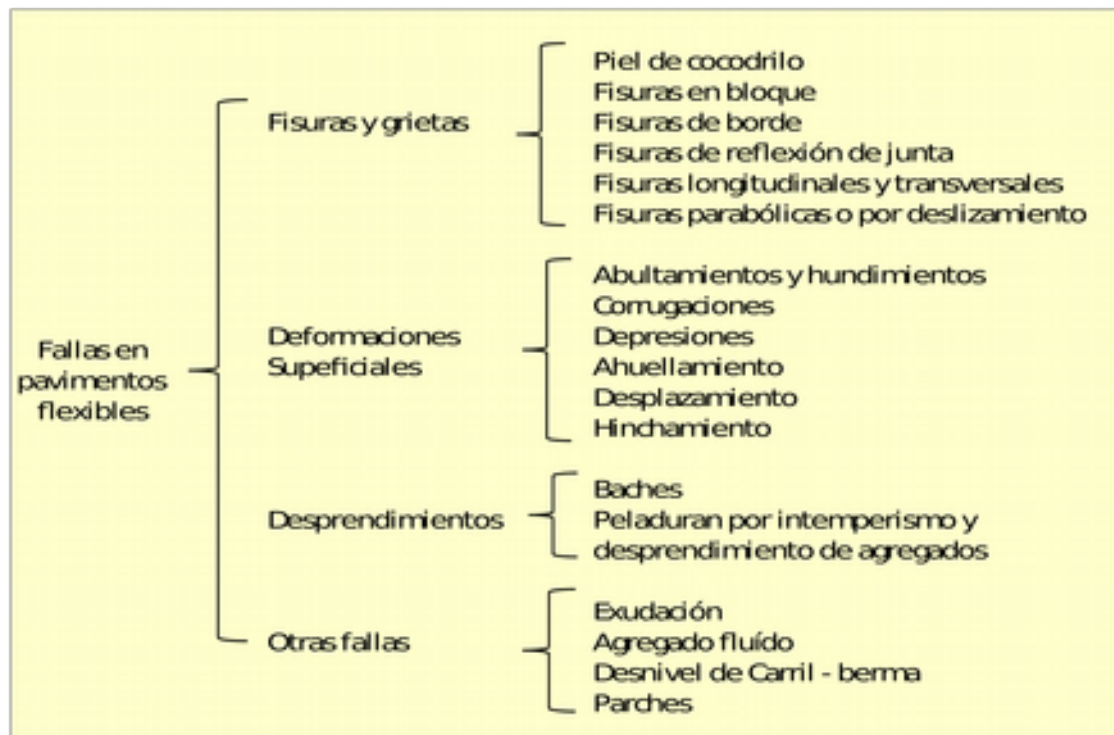 Fallas en
pavimentos
flexibles
Fisuras y grietas
Piel de cocodrilo
Fisuras en bloque
Fisuras de borde
Fisuras de reflexión de junta
Fisuras longitudinales y transversales
Fisuras parabólicas o por deslizamiento
Deformaciones
Supeficiales
Abultamientos y hundimientos
Corrugaciones
Depresiones
Ahuellamiento
Desplazamiento
Hinchamiento
Desprendimientos
Baches
Peladuran por intemperismo y
desprendimiento de agregados
Otras fallas
Exudación
Agregado fluído
Desnivel de Carril - berma
Parches